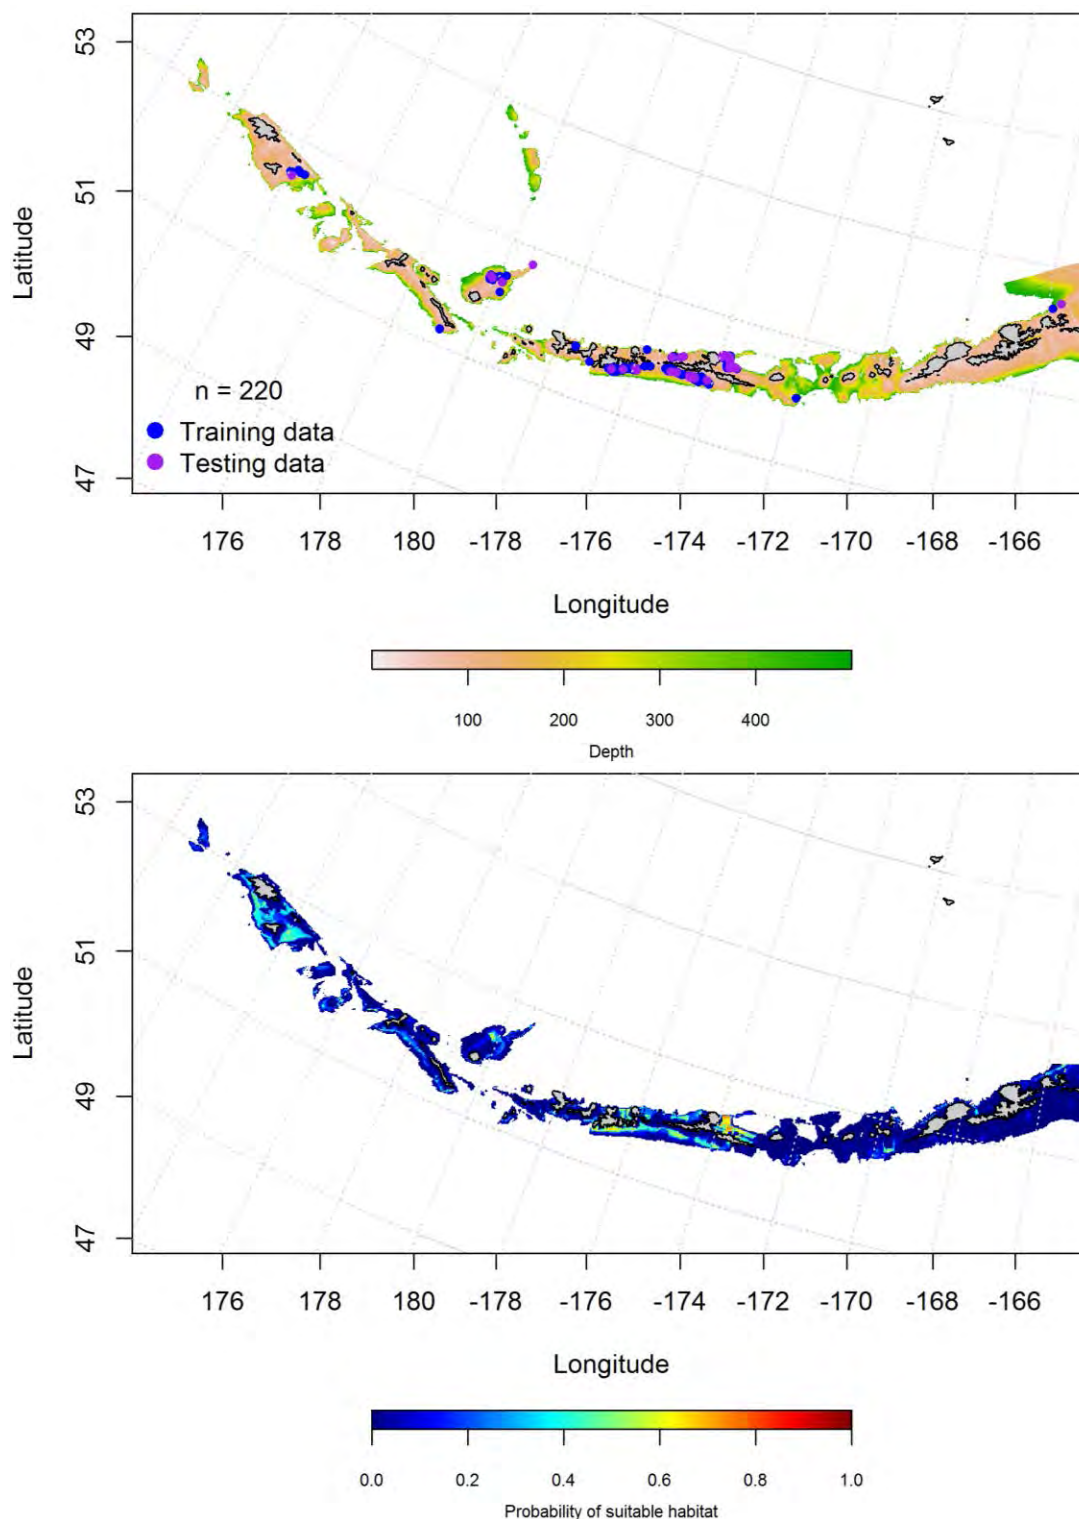 53
51
49
47
Latitude
n = 220
Training data
Testing data
176 178 180 -178 -176 -174 -172 -170 -168 -166
Longitude
100 200 300 400
Depth
53
51
49
47
Latitude
176 178 180 -178 -176 -174 -172 -170 -168 -166
Longitude
0.0 0.2 0.4 0.6 0.8 1.0
Probability of suitable habitat